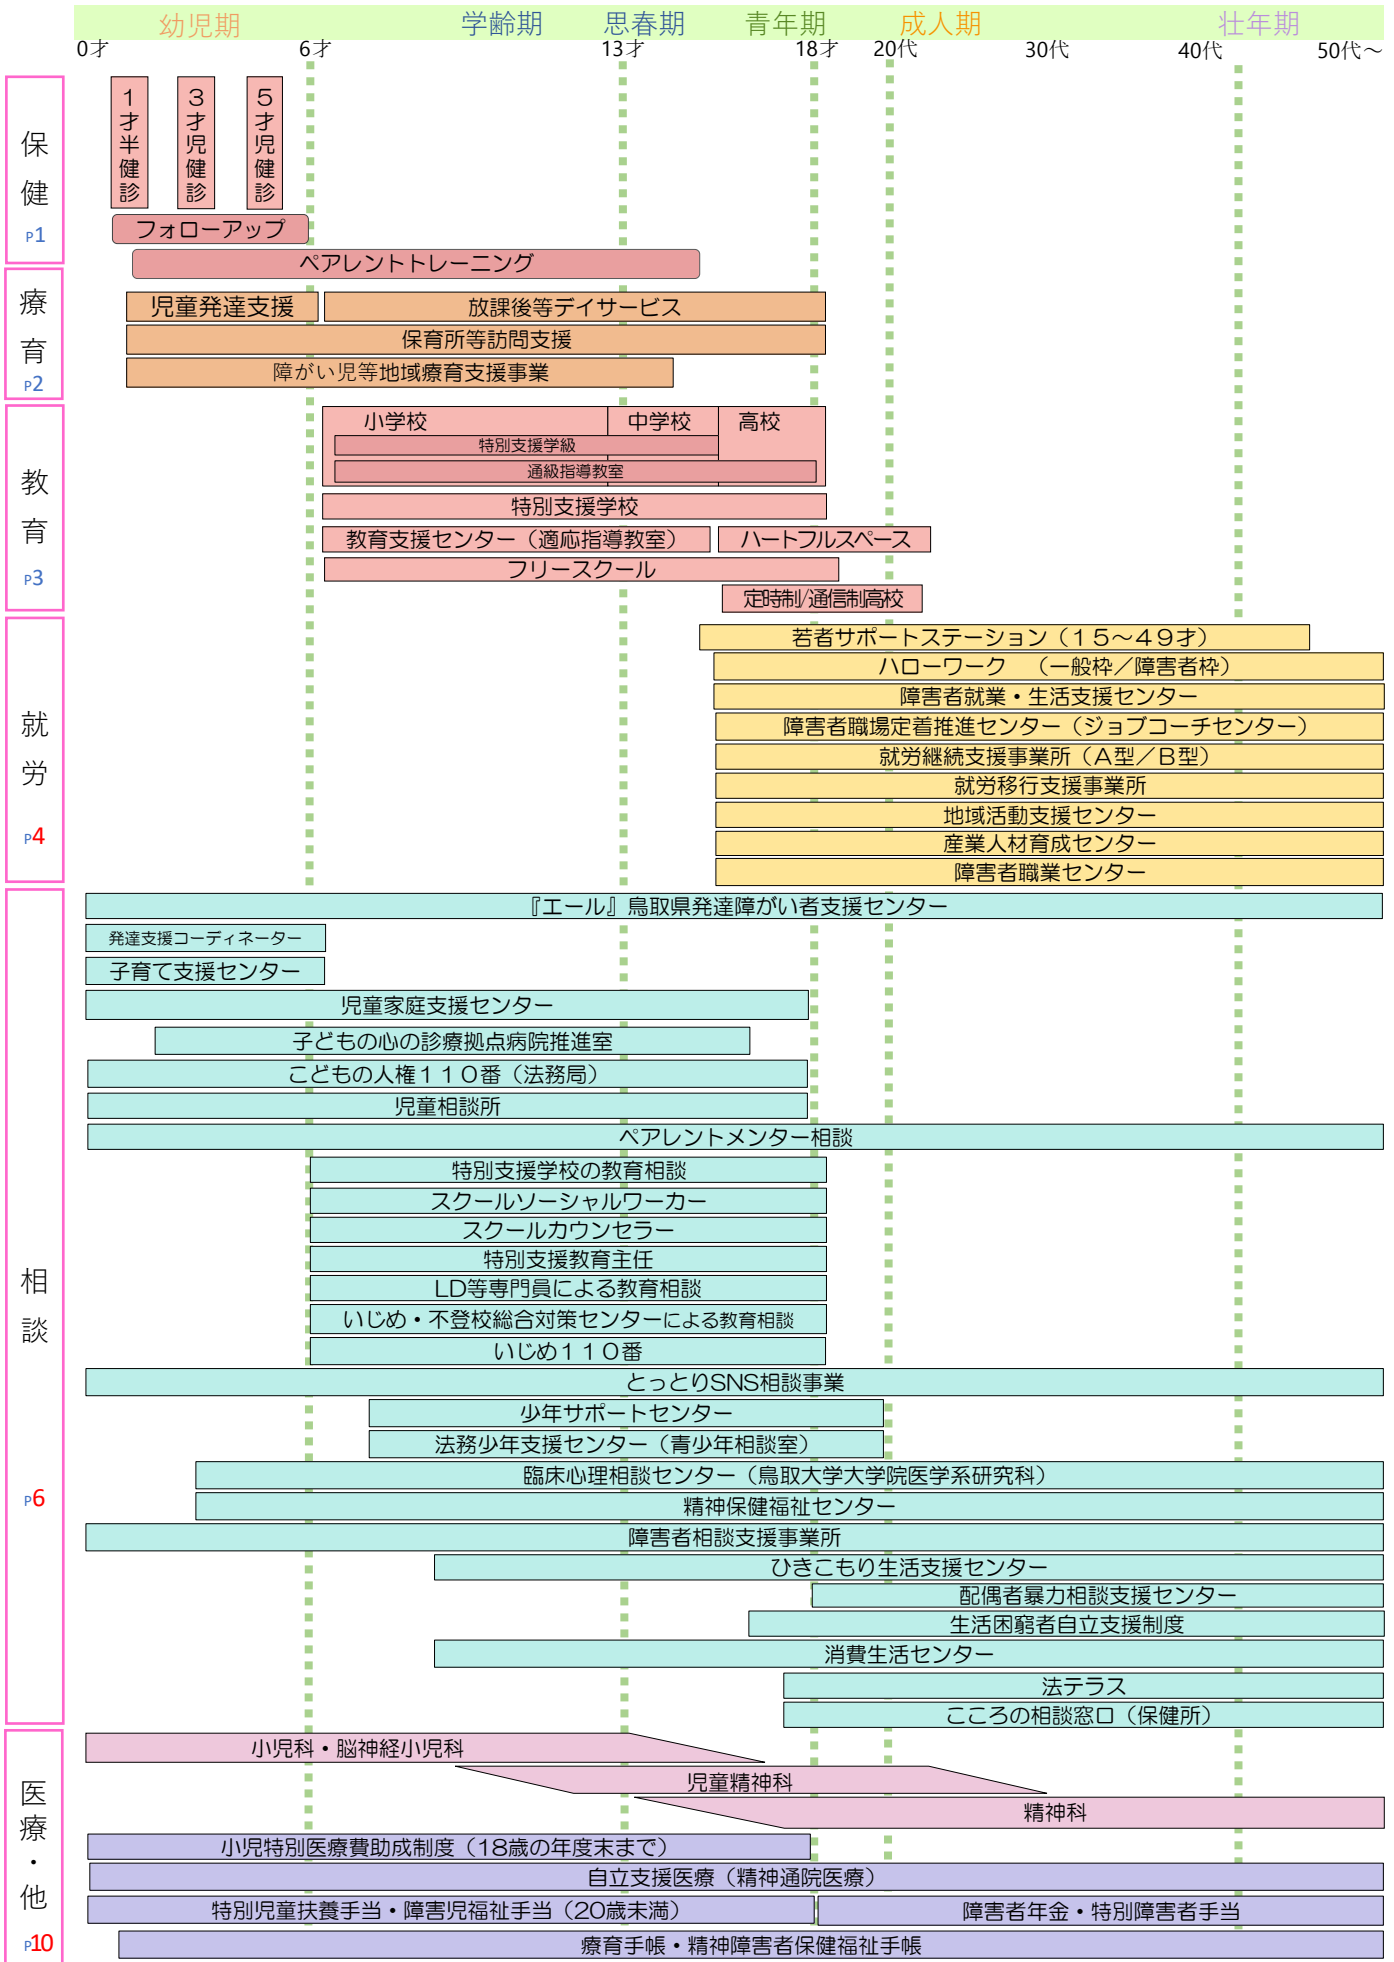 幼児期 学齢期 思春期 青年期 成人期 壮年期
0才 6才 13才 18才 20代 30代 40代 50代～
保健
P1
1才半健診
3才児健診
5才児健診
フォローアップ
ペアレントトレーニング
療育
P2
児童発達支援 放課後等デイサービス
保育所等訪問支援
障がい児等地域療育支援事業
教育
P3
小学校 中学校 高校
特別支援学級
通級指導教室
特別支援学校
教育支援センター（適応指導教室） ハートフルスペース
フリースクール
定時制/通信制高校
就労
P4
若者サポートステーション（１５～４９才）
ハローワーク　（一般枠／障害者枠）
障害者就業・生活支援センター
障害者職場定着推進センター（ジョブコーチセンター）
就労継続支援事業所（Ａ型／Ｂ型）
就労移行支援事業所
地域活動支援センター
産業人材育成センター
障害者職業センター
相談
P6
『エール』鳥取県発達障がい者支援センター
発達支援コーディネーター
子育て支援センター
児童家庭支援センター
子どもの心の診療拠点病院推進室
こどもの人権１１０番（法務局）
児童相談所
ペアレントメンター相談
特別支援学校の教育相談
スクールソーシャルワーカー
スクールカウンセラー
特別支援教育主任
LD等専門員による教育相談
いじめ・不登校総合対策センターによる教育相談
いじめ１１０番
とっとりSNS相談事業
少年サポートセンター
法務少年支援センター（青少年相談室）
臨床心理相談センター（鳥取大学大学院医学系研究科）
精神保健福祉センター
障害者相談支援事業所
ひきこもり生活支援センター
配偶者暴力相談支援センター
生活困窮者自立支援制度
消費生活センター
法テラス
こころの相談窓口（保健所）
医療・他
P10
小児科・脳神経小児科
児童精神科
精神科
小児特別医療費助成制度（18歳の年度末まで）
自立支援医療（精神通院医療）
特別児童扶養手当・障害児福祉手当（20歳未満） 障害者年金・特別障害者手当
療育手帳・精神障害者保健福祉手帳